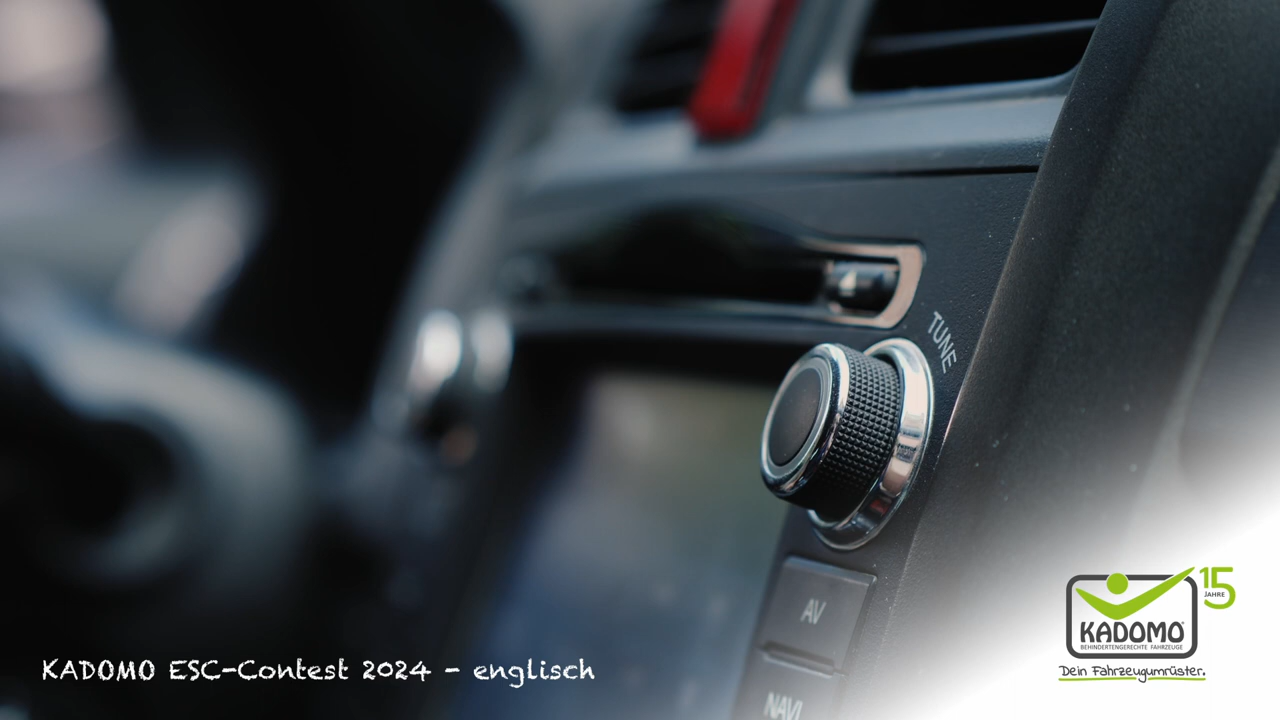 TUNE
AV
NAVI
KADOMO ESC-Contest 2024 - englisch
15
JAHRE
KADOMO
BEHINDERTENGERECHTE FAHRZEUGE
Dein Fahrzeugumrüster.